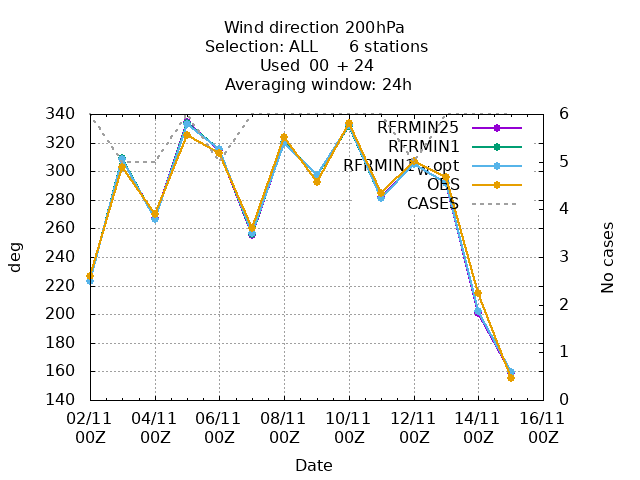 Wind direction 200hPa
Selection: ALL 6 stations
Used 00 + 24
Averaging window: 24h
340 6
RFRMIN25
320 RFRMIN1
5
RFRMIN1w_opt
300
OBS
280
CASES
260 4
240 3
220
200 2
180
160 1
140 0
deg
No cases
02/11 04/11 06/11 08/11 10/11 12/11 14/11 16/11
00Z 00Z 00Z 00Z 00Z 00Z 00Z 00Z
Date